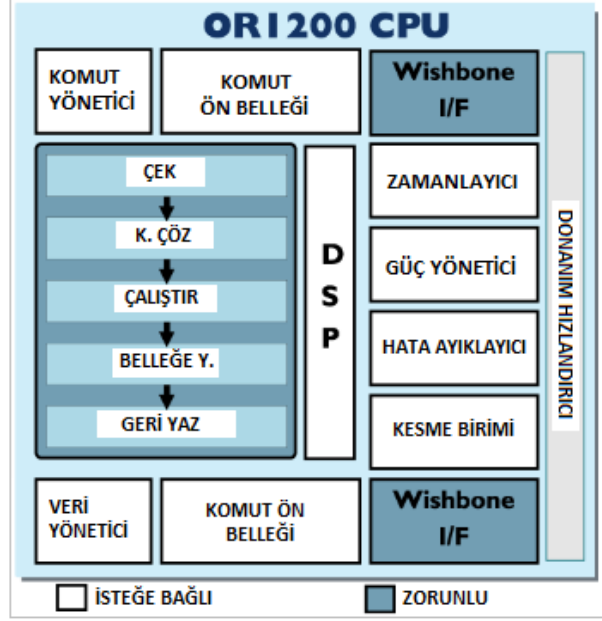 OR1200 CPU
KOMUT
YÖNETİCİ
KOMUT
ÖN BELLEĞİ
Wishbone
I/F
ÇEK
K. ÇÖZ
ÇALIŞTIR
BELLEĞE Y.
GERİ YAZ
D
S
P
ZAMANLAYICI
GÜÇ YÖNETİCİ
HATA AYIKLAYICI
KESME BİRİMİ
DONANIM HIZLANDIRICI
VERİ
YÖNETİCİ
KOMUT ÖN
BELLEĞİ
Wishbone
I/F
İSTEĞE BAĞLI
ZORUNLU